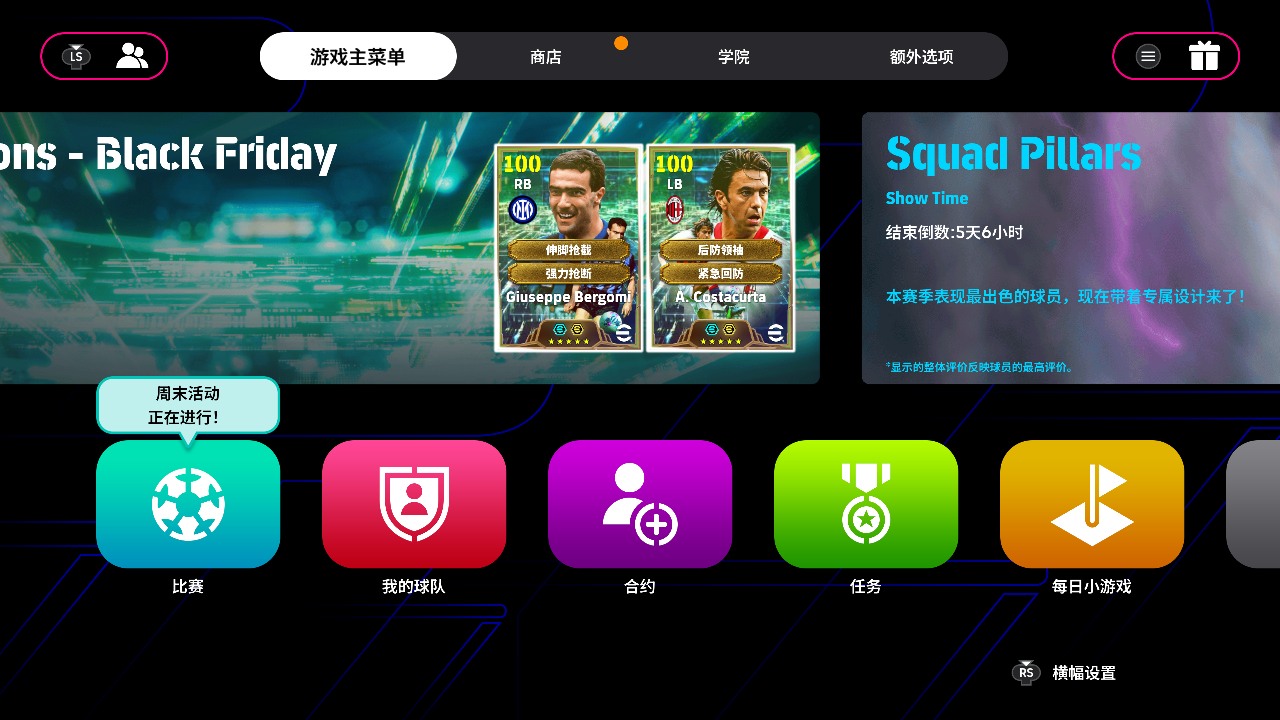 LS
游戏主菜单
商店
学院
额外选项
ons - Black Friday
100
RB
伸脚抢截
强力抢断
Giuseppe Bergomi
100
LB
后防领袖
紧急回防
A. Costacurta
Squad Pillars
Show Time
结束倒数:5天6小时
本赛季表现最出色的球员，现在带着专属设计来了！
*显示的整体评价反映球员的最高评价。
周末活动
正在进行！
比赛
我的球队
合约
任务
每日小游戏
RS
横幅设置